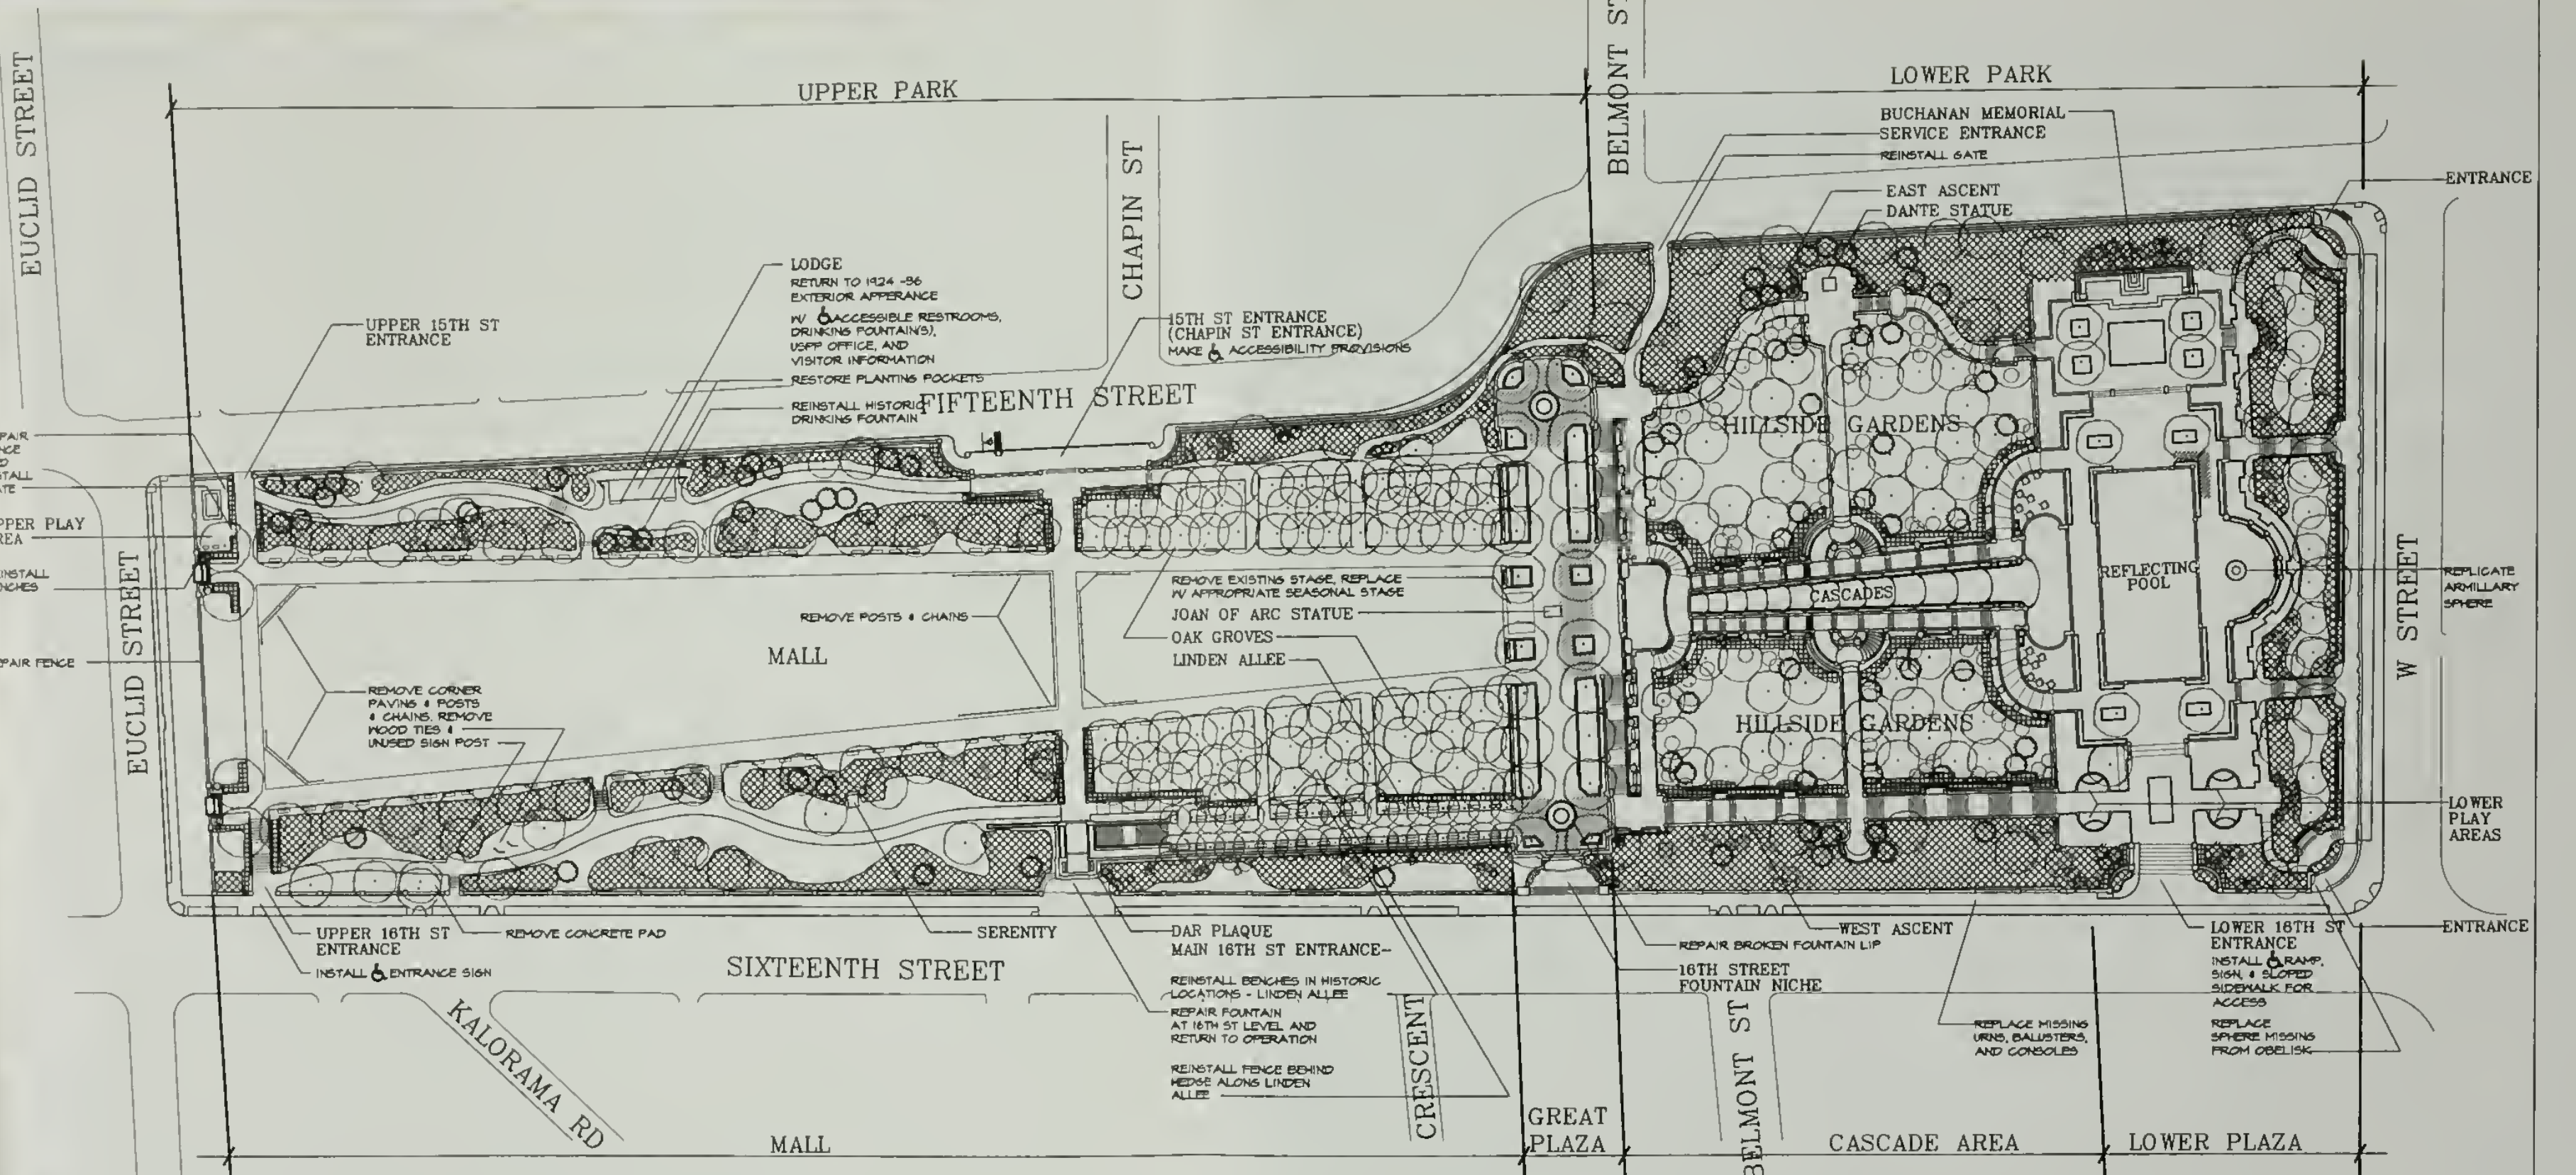 EUCLID STREET
UPPER PARK
BELMONT ST
LOWER PARK
BUCHANAN MEMORIAL
SERVICE ENTRANCE
REINSTALL GATE
ENTRANCE
EAST ASCENT
DANTE STATUE
CHAPIN ST
LODGE
RETURN TO 1924-36
EXTERIOR APPERANCE
W/ ACCESSIBLE RESTROOMS,
DRINKING FOUNTAIN(S),
USPP OFFICE, AND
VISITOR INFORMATION
RESTORE PLANTING POCKETS
REINSTALL HISTORIC
DRINKING FOUNTAIN
UPPER 15TH ST
ENTRANCE
15TH ST ENTRANCE
(CHAPIN ST ENTRANCE)
MAKE ACCESSIBILITY PROVISIONS
FIFTEENTH STREET
HILLSIDE GARDENS
PAIR
NCE
D
STALL
TE
PPER PLAY
REA
INSTALL
NCHES
PAIR FENCE
EUCLID STREET
REMOVE POSTS & CHAINS
MALL
REMOVE CORNER
PAVING & POSTS
& CHAINS. REMOVE
WOOD TIES &
UNUSED SIGN POST
REMOVE EXISTING STAGE, REPLACE
W/ APPROPRIATE SEASONAL STAGE
JOAN OF ARC STATUE
OAK GROVES
LINDEN ALLEE
CASCADES
REFLECTING
POOL
W STREET
REPLICATE
ARMILLARY
SPHERE
HILLSIDE GARDENS
LOWER
PLAY
AREAS
UPPER 16TH ST
ENTRANCE
INSTALL ENTRANCE SIGN
REMOVE CONCRETE PAD
SERENITY
SIXTEENTH STREET
KALORAMA RD
DAR PLAQUE
MAIN 16TH ST ENTRANCE-
REINSTALL BENCHES IN HISTORIC
LOCATIONS - LINDEN ALLEE
REPAIR FOUNTAIN
AT 16TH ST LEVEL AND
RETURN TO OPERATION
REINSTALL FENCE BEHIND
HEDGE ALONG LINDEN
ALLEE
CRESCENT
WEST ASCENT
REPAIR BROKEN FOUNTAIN LIP
16TH STREET
FOUNTAIN NICHE
BELMONT ST
REPLACE MISSING
URNS, BALUSTERS,
AND CONSOLES
LOWER 16TH ST
ENTRANCE
INSTALL RAMP,
SIGN, & SLOPED
SIDEWALK FOR
ACCESS
REPLACE
SPHERE MISSING
FROM OBELISK
ENTRANCE
MALL
GREAT
PLAZA
CASCADE AREA
LOWER PLAZA